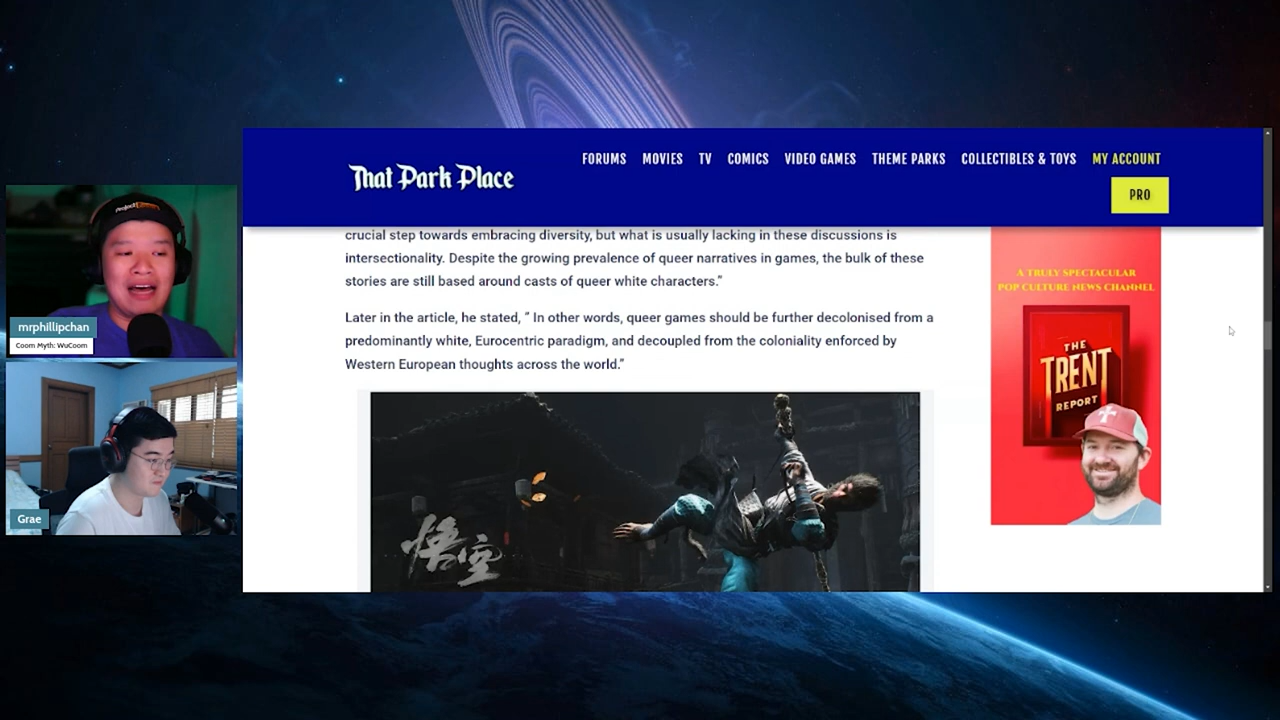 That Park Place
FORUMS MOVIES TV COMICS VIDEO GAMES THEME PARKS COLLECTIBLES & TOYS MY ACCOUNT
PRO
crucial step towards embracing diversity, but what is usually lacking in these discussions is
intersectionality. Despite the growing prevalence of queer narratives in games, the bulk of these
stories are still based around casts of queer white characters.”
Later in the article, he stated, “ In other words, queer games should be further decolonised from a
predominantly white, Eurocentric paradigm, and decoupled from the coloniality enforced by
Western European thoughts across the world.”
悟空
A TRULY SPECTACULAR
POP CULTURE NEWS CHANNEL
THE
TRENT
REPORT
mrphillipchan
Coom Myth: WuCoom
Grae